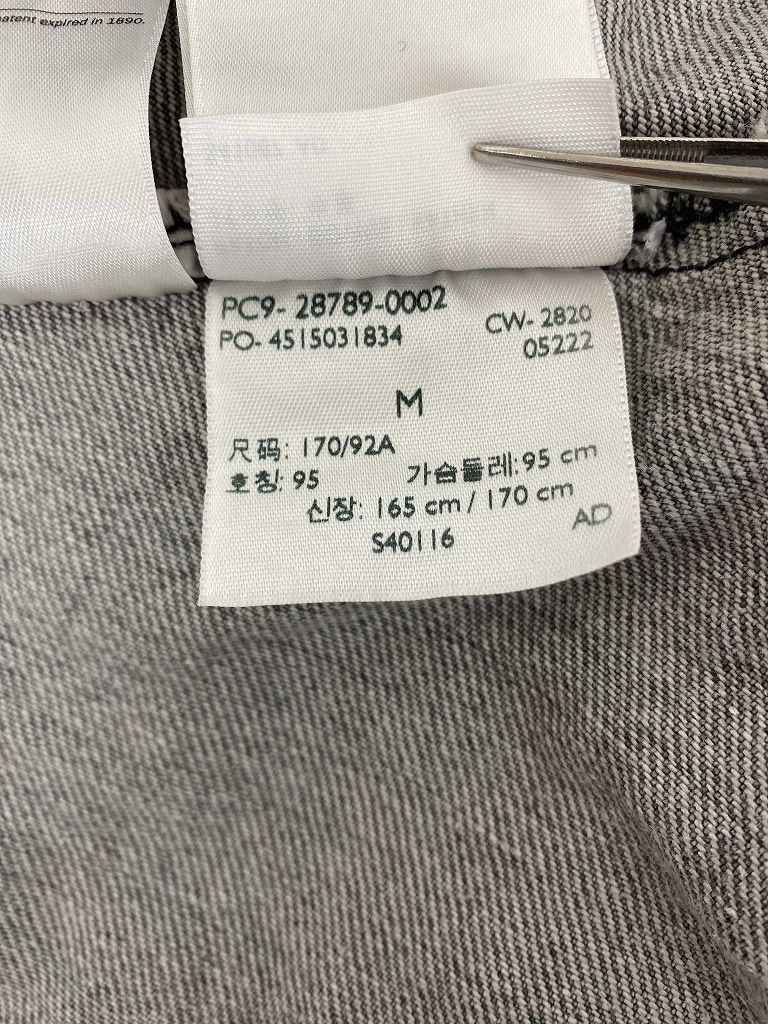 patent expired in 1890.
PC9- 28789-0002
CW- 2820
PO- 4515031834
05222
M
尺码: 170/92A
호칭: 95 가슴둘레: 95 cm
신장: 165 cm / 170 cm
S40116
AD